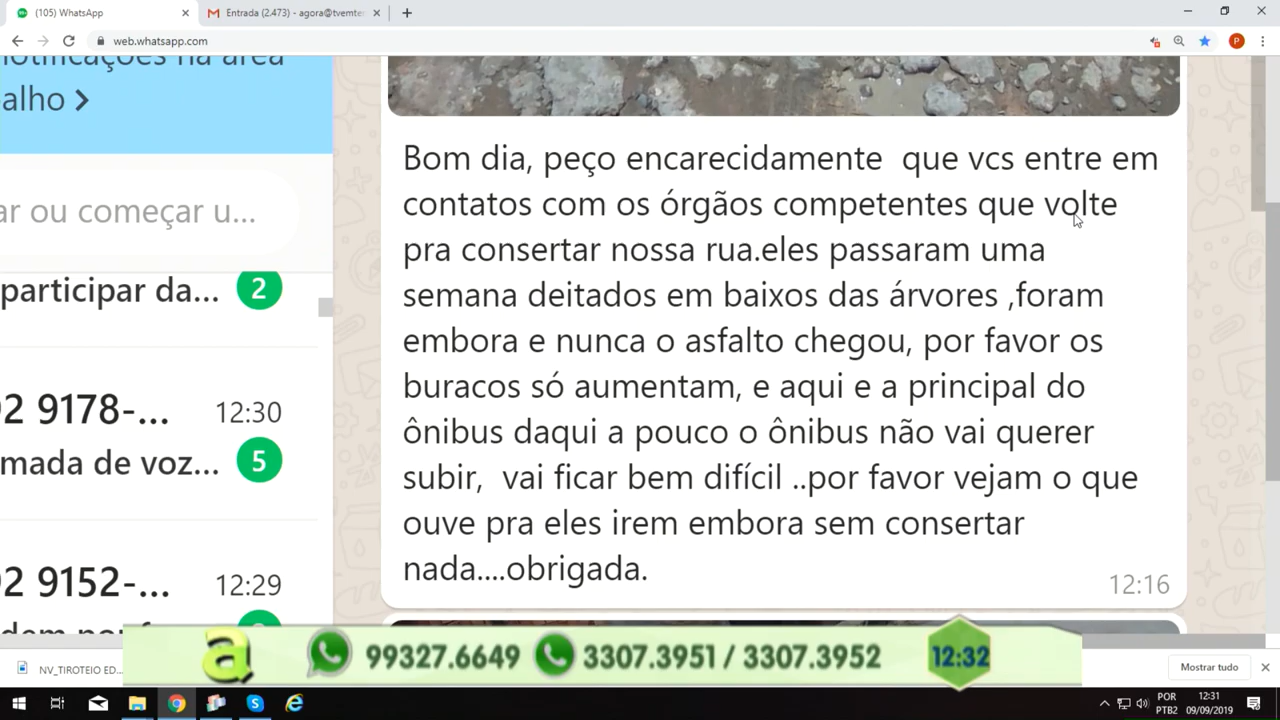 (105) WhatsApp
Entrada (2.473) - agora@tvemte
web.whatsapp.com
notificações na área
alho >
ar ou começar u...
participar da... 2
02 9178-... 12:30
mada de voz... 5
02 9152-... 12:29
Bom dia, peço encarecidamente  que vcs entre em
contatos com os órgãos competentes que volte
pra consertar nossa rua.eles passaram uma
semana deitados em baixos das árvores ,foram
embora e nunca o asfalto chegou, por favor os
buracos só aumentam, e aqui e a principal do
ônibus daqui a pouco o ônibus não vai querer
subir,  vai ficar bem difícil ..por favor vejam o que
ouve pra eles irem embora sem consertar
nada....obrigada.
12:16
a 99327.6649 3307.3951 / 3307.3952 12:32
NV_TIROTEIO ED...
Mostrar tudo
POR
PTB2
12:31
09/09/2019